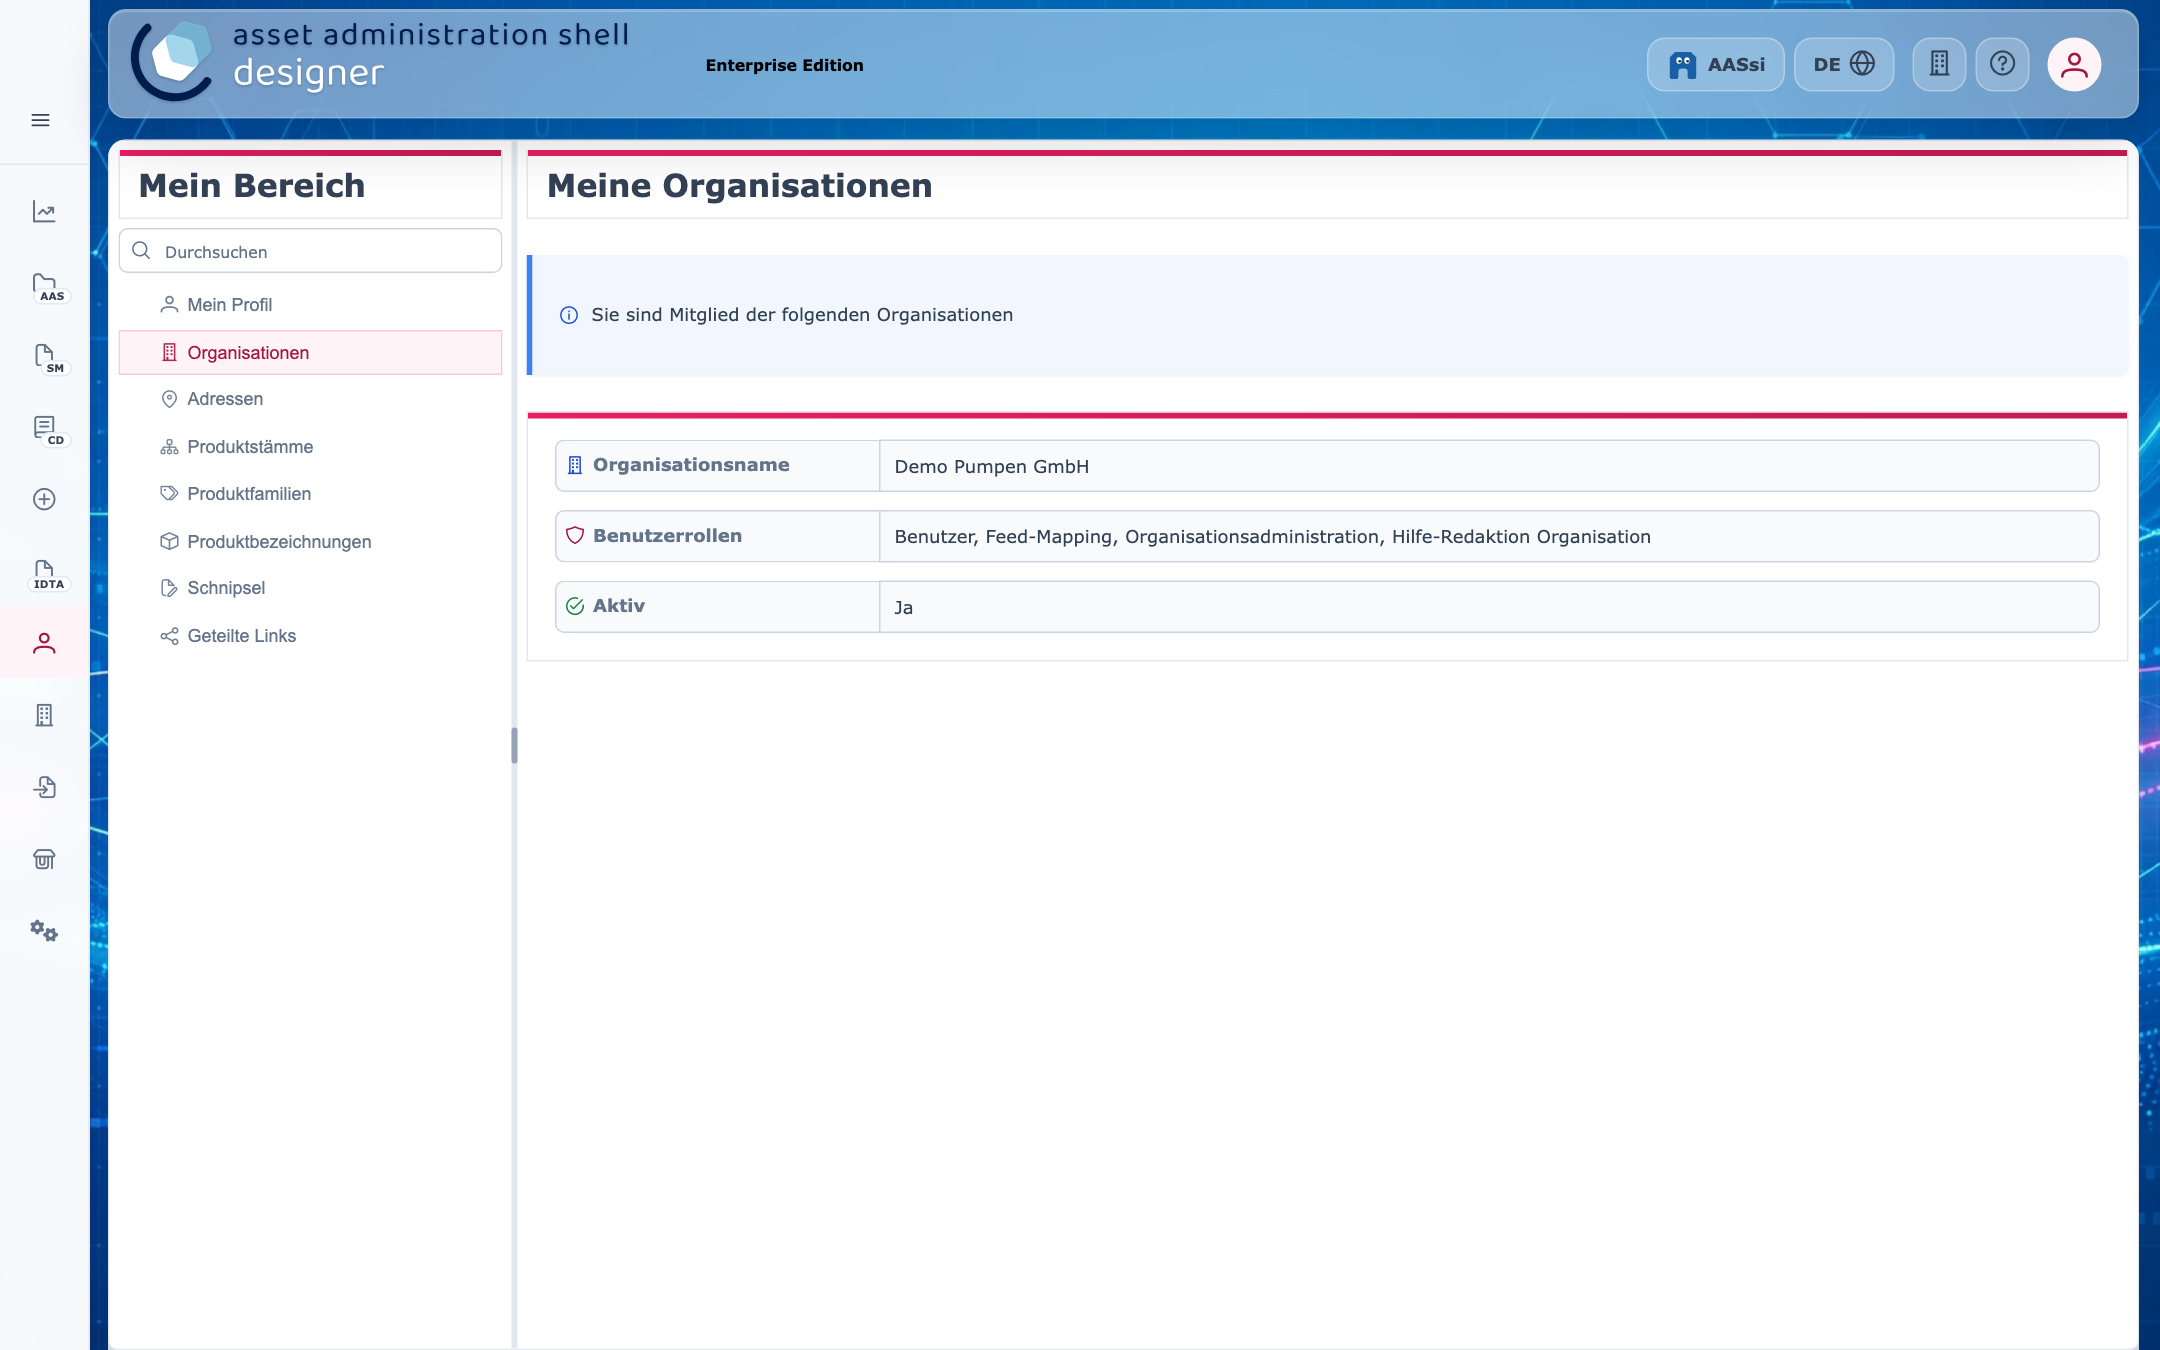 asset administration shell
designer
Enterprise Edition
AASsi
DE
AAS
SM
CD
IDTA
Mein Bereich
Durchsuchen
Mein Profil
Organisationen
Adressen
Produktstämme
Produktfamilien
Produktbezeichnungen
Schnipsel
Geteilte Links
Meine Organisationen
Sie sind Mitglied der folgenden Organisationen
Organisationsname Demo Pumpen GmbH
Benutzerrollen Benutzer, Feed-Mapping, Organisationsadministration, Hilfe-Redaktion Organisation
Aktiv Ja